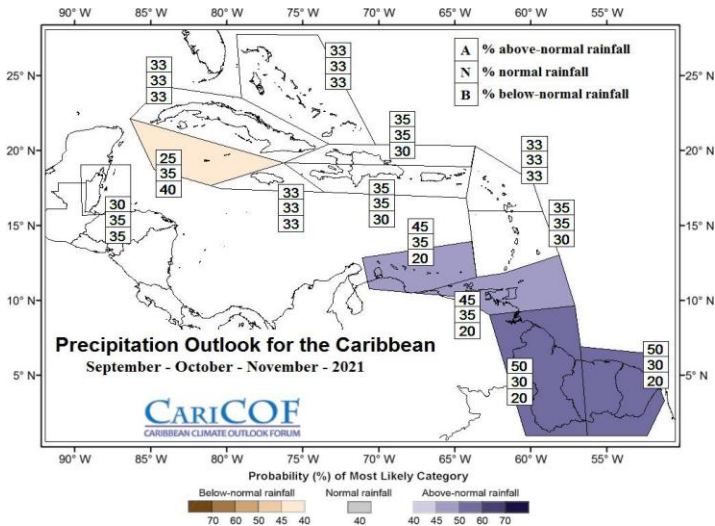 A % above-normal rainfall
N % normal rainfall
B % below-normal rainfall
25° N
20° N
15° N
10° N
5° N
25° N
20° N
15° N
10° N
5° N
33
33
33
33
33
33
35
35
30
33
33
33
25
35
40
30
35
35
33
33
33
35
35
30
35
35
30
45
35
20
45
35
20
50
30
20
50
30
20
Precipitation Outlook for the Caribbean
September - October - November - 2021
CARICOF
CARIBBEAN CLIMATE OUTLOOK FORUM
90° W 85° W 80° W 75° W 70° W 65° W 60° W 55° W
Probability (%) of Most Likely Category
Below-normal rainfall Normal rainfall Above-normal rainfall
70 60 50 45 40 40 40 45 50 60 70